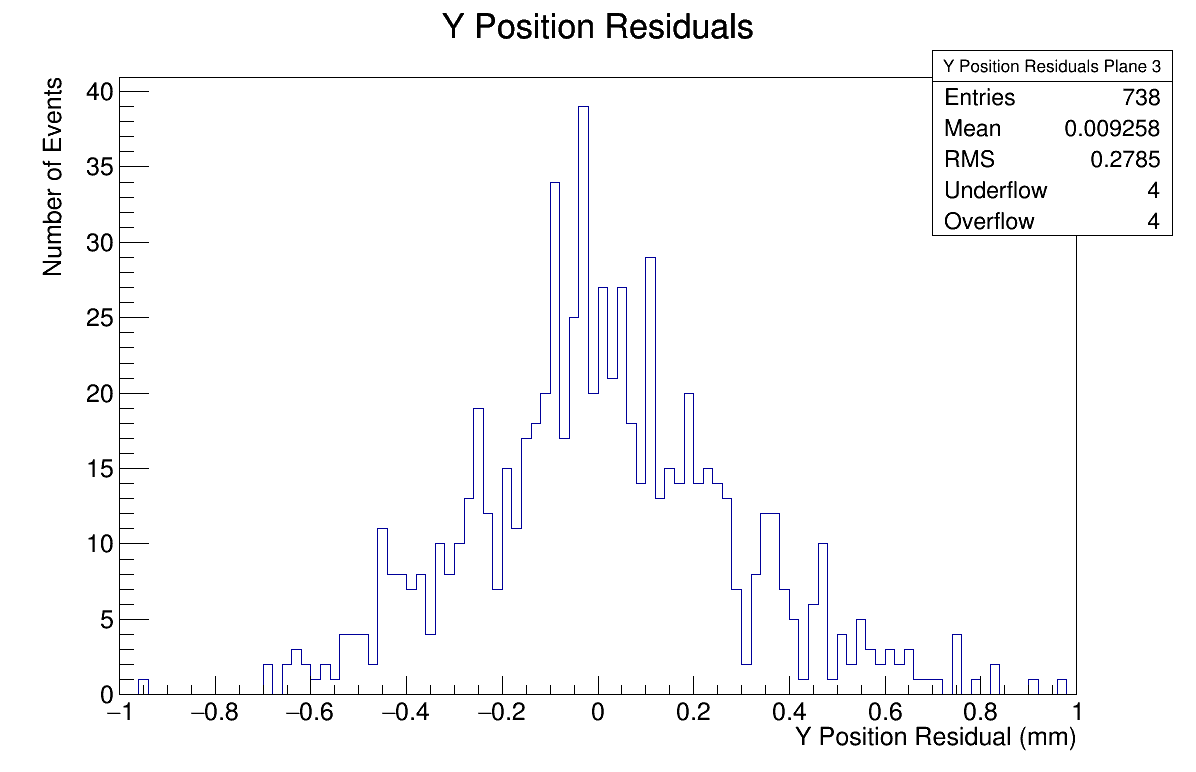 Y Position Residuals
Y Position Residuals Plane 3
Entries 738
Mean 0.009258
RMS 0.2785
Underflow 4
Overflow 4
Number of Events
40
35
30
25
20
15
10
5
0
−1 −0.8 −0.6 −0.4 −0.2 0 0.2 0.4 0.6 0.8 1
Y Position Residual (mm)